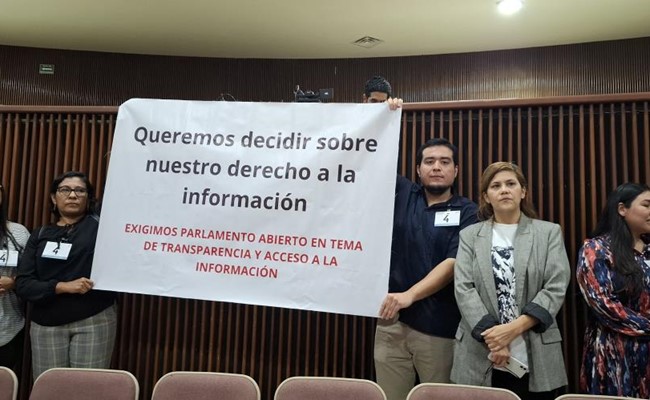 Queremos decidir sobre
nuestro derecho a la
información
EXIGIMOS PARLAMENTO ABIERTO EN TEMA
DE TRANSPARENCIA Y ACCESO A LA
INFORMACIÓN
4
4
4